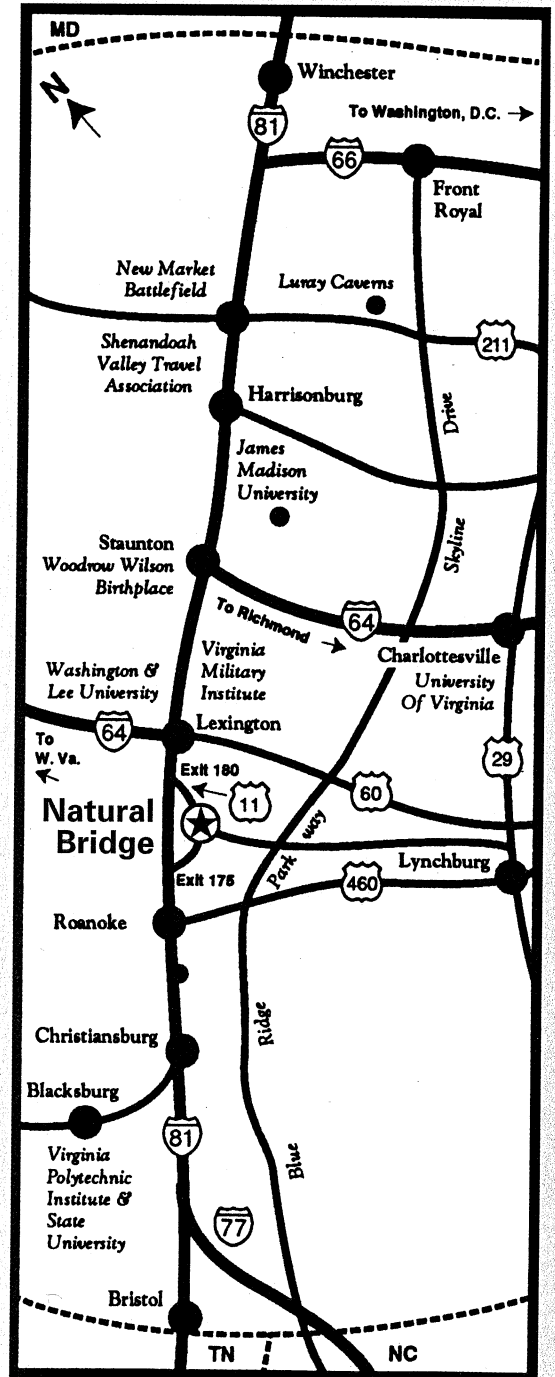 MD
N
Winchester
81
To Washington, D.C.
66
Front
Royal
New Market
Battlefield
Luray Caverns
211
Shenandoah
Valley Travel
Association
Harrisonburg
Drive
James
Madison
University
Skyline
Staunton
Woodrow Wilson
Birthplace
To Richmond
64
Charlottesville
University
Of Virginia
Virginia
Military
Institute
Washington &
Lee University
64
Lexington
To
W. Va.
29
Exit 180
11
60
Natural
Bridge
Park way
Lynchburg
Exit 175
460
Roanoke
Ridge
Christiansburg
Blacksburg
81
Virginia
Polytechnic
Institute &
State
University
Blue
77
Bristol
TN
NC